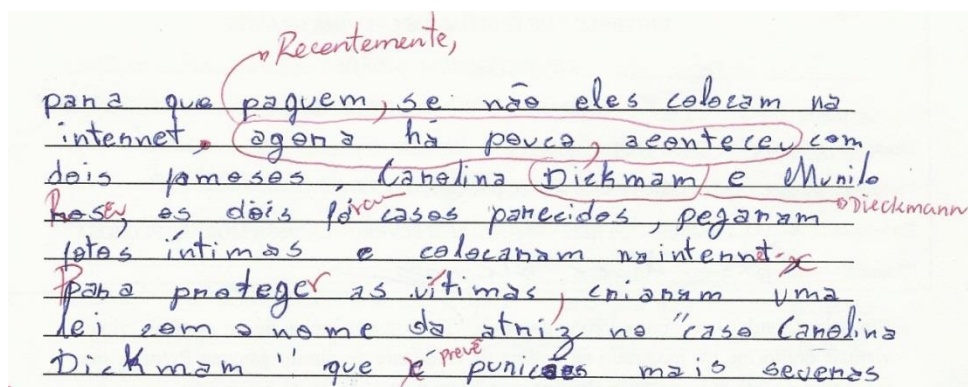 Recentemente,
para que paguem, se não eles colocam na
internet. agora há pouco, aconteceu com
dois famosos, Carolina Dickmam e Murilo
Dieckmann
Rosa, os dois casos parecidos, pegaram
fotos íntimas e colocaram na internet.
Para proteger as vítimas, criaram uma
lei com o nome da atriz no "caso Carolina
prevê
Dickmam" que é punições mais severas